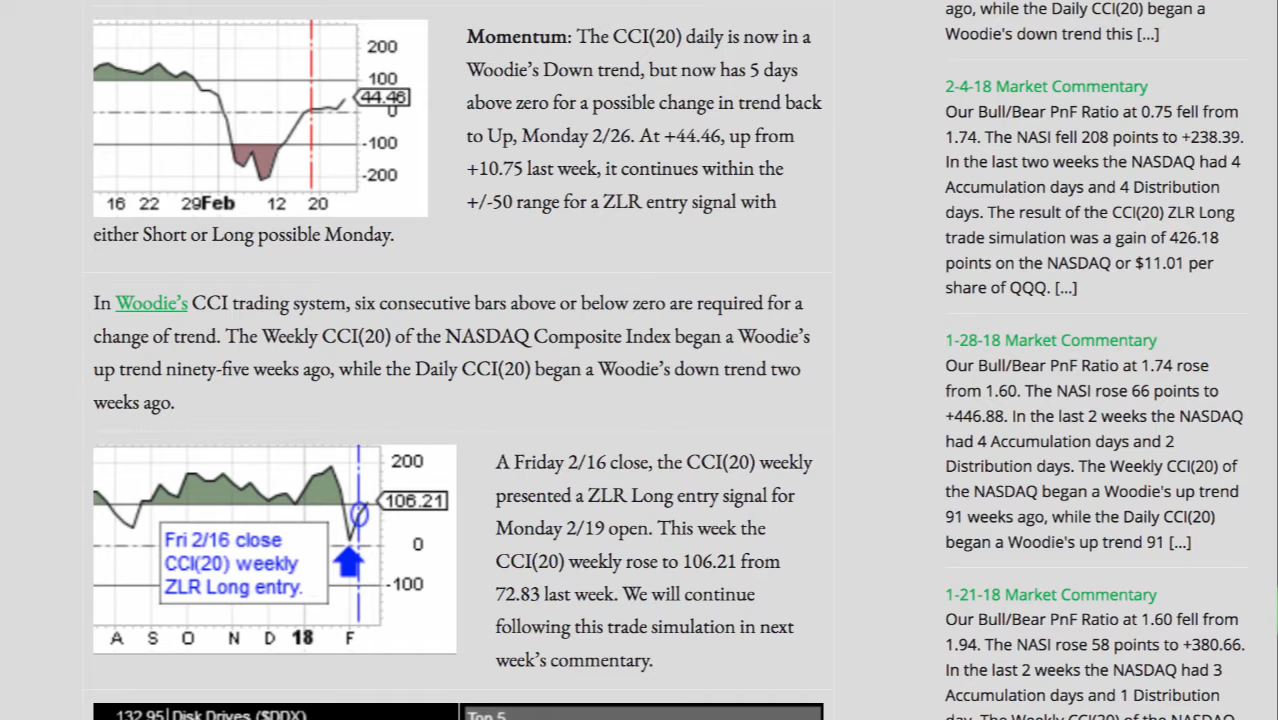 200
100
44.46
0
-100
-200
16 22 29Feb 12 20
Momentum: The CCI(20) daily is now in a
Woodie's Down trend, but now has 5 days
above zero for a possible change in trend back
to Up, Monday 2/26. At +44.46, up from
+10.75 last week, it continues within the
+/-50 range for a ZLR entry signal with
either Short or Long possible Monday.
In Woodie's CCI trading system, six consecutive bars above or below zero are required for a
change of trend. The Weekly CCI(20) of the NASDAQ Composite Index began a Woodie's
up trend ninety-five weeks ago, while the Daily CCI(20) began a Woodie's down trend two
weeks ago.
200
106.21
0
-100
Fri 2/16 close
CCI(20) weekly
ZLR Long entry.
A S O N D 18 F
A Friday 2/16 close, the CCI(20) weekly
presented a ZLR Long entry signal for
Monday 2/19 open. This week the
CCI(20) weekly rose to 106.21 from
72.83 last week. We will continue
following this trade simulation in next
week's commentary.
132.95 Disk Drives ($DDX)
Top 5
ago, while the Daily CCI(20) began a
Woodie's down trend this [...]
2-4-18 Market Commentary
Our Bull/Bear PnF Ratio at 0.75 fell from
1.74. The NASI fell 208 points to +238.39.
In the last two weeks the NASDAQ had 4
Accumulation days and 4 Distribution
days. The result of the CCI(20) ZLR Long
trade simulation was a gain of 426.18
points on the NASDAQ or $11.01 per
share of QQQ. [...]
1-28-18 Market Commentary
Our Bull/Bear PnF Ratio at 1.74 rose
from 1.60. The NASI rose 66 points to
+446.88. In the last 2 weeks the NASDAQ
had 4 Accumulation days and 2
Distribution days. The Weekly CCI(20) of
the NASDAQ began a Woodie's up trend
91 weeks ago, while the Daily CCI(20)
began a Woodie's up trend 91 [...]
1-21-18 Market Commentary
Our Bull/Bear PnF Ratio at 1.60 fell from
1.94. The NASI rose 58 points to +380.66.
In the last 2 weeks the NASDAQ had 3
Accumulation days and 1 Distribution
day. The Weekly CCI(20) of the NASDAQ